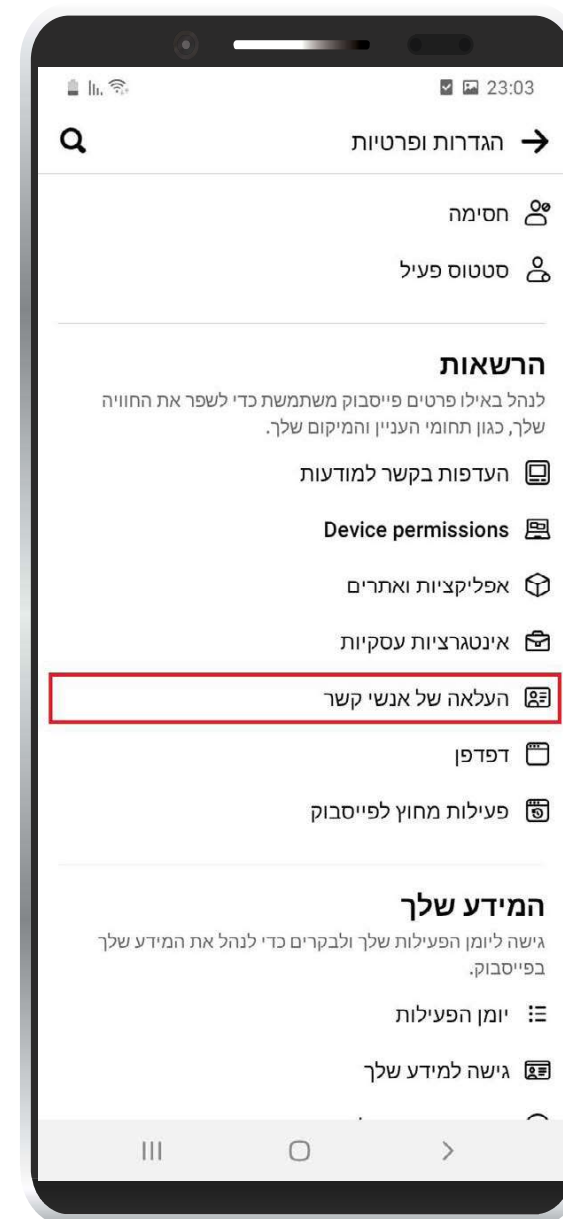 23:03
הגדרות ופרטיות
חסימה
סטטוס פעיל
הרשאות
לנהל באילו פרטים פייסבוק משתמשת כדי לשפר את החוויה
שלך, כגון תחומי העניין והמיקום שלך.
העדפות בקשר למודעות
Device permissions
אפליקציות ואתרים
אינטגרציות עסקיות
העלאה של אנשי קשר
דפדפן
פעילות מחוץ לפייסבוק
המידע שלך
גישה ליומן הפעילות שלך ולבקרים כדי לנהל את המידע שלך
בפייסבוק.
יומן הפעילות
גישה למידע שלך